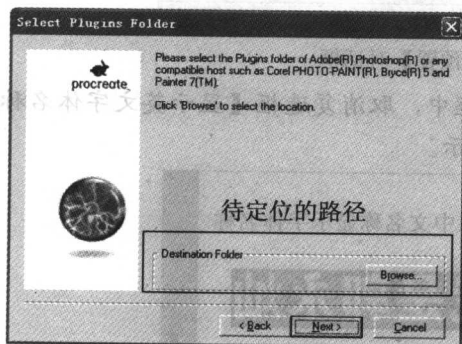 Select Plugins Folder
procreate
Please select the Plugins folder of Adobe(R) Photoshop(R) or any
compatible host such as Corel PHOTO-PAINT(R), Bryce(R) 5 and
Painter 7(TM).
Click 'Browse' to select the location.
待定位的路径
Destination Folder
Browse...
< Back
Next >
Cancel